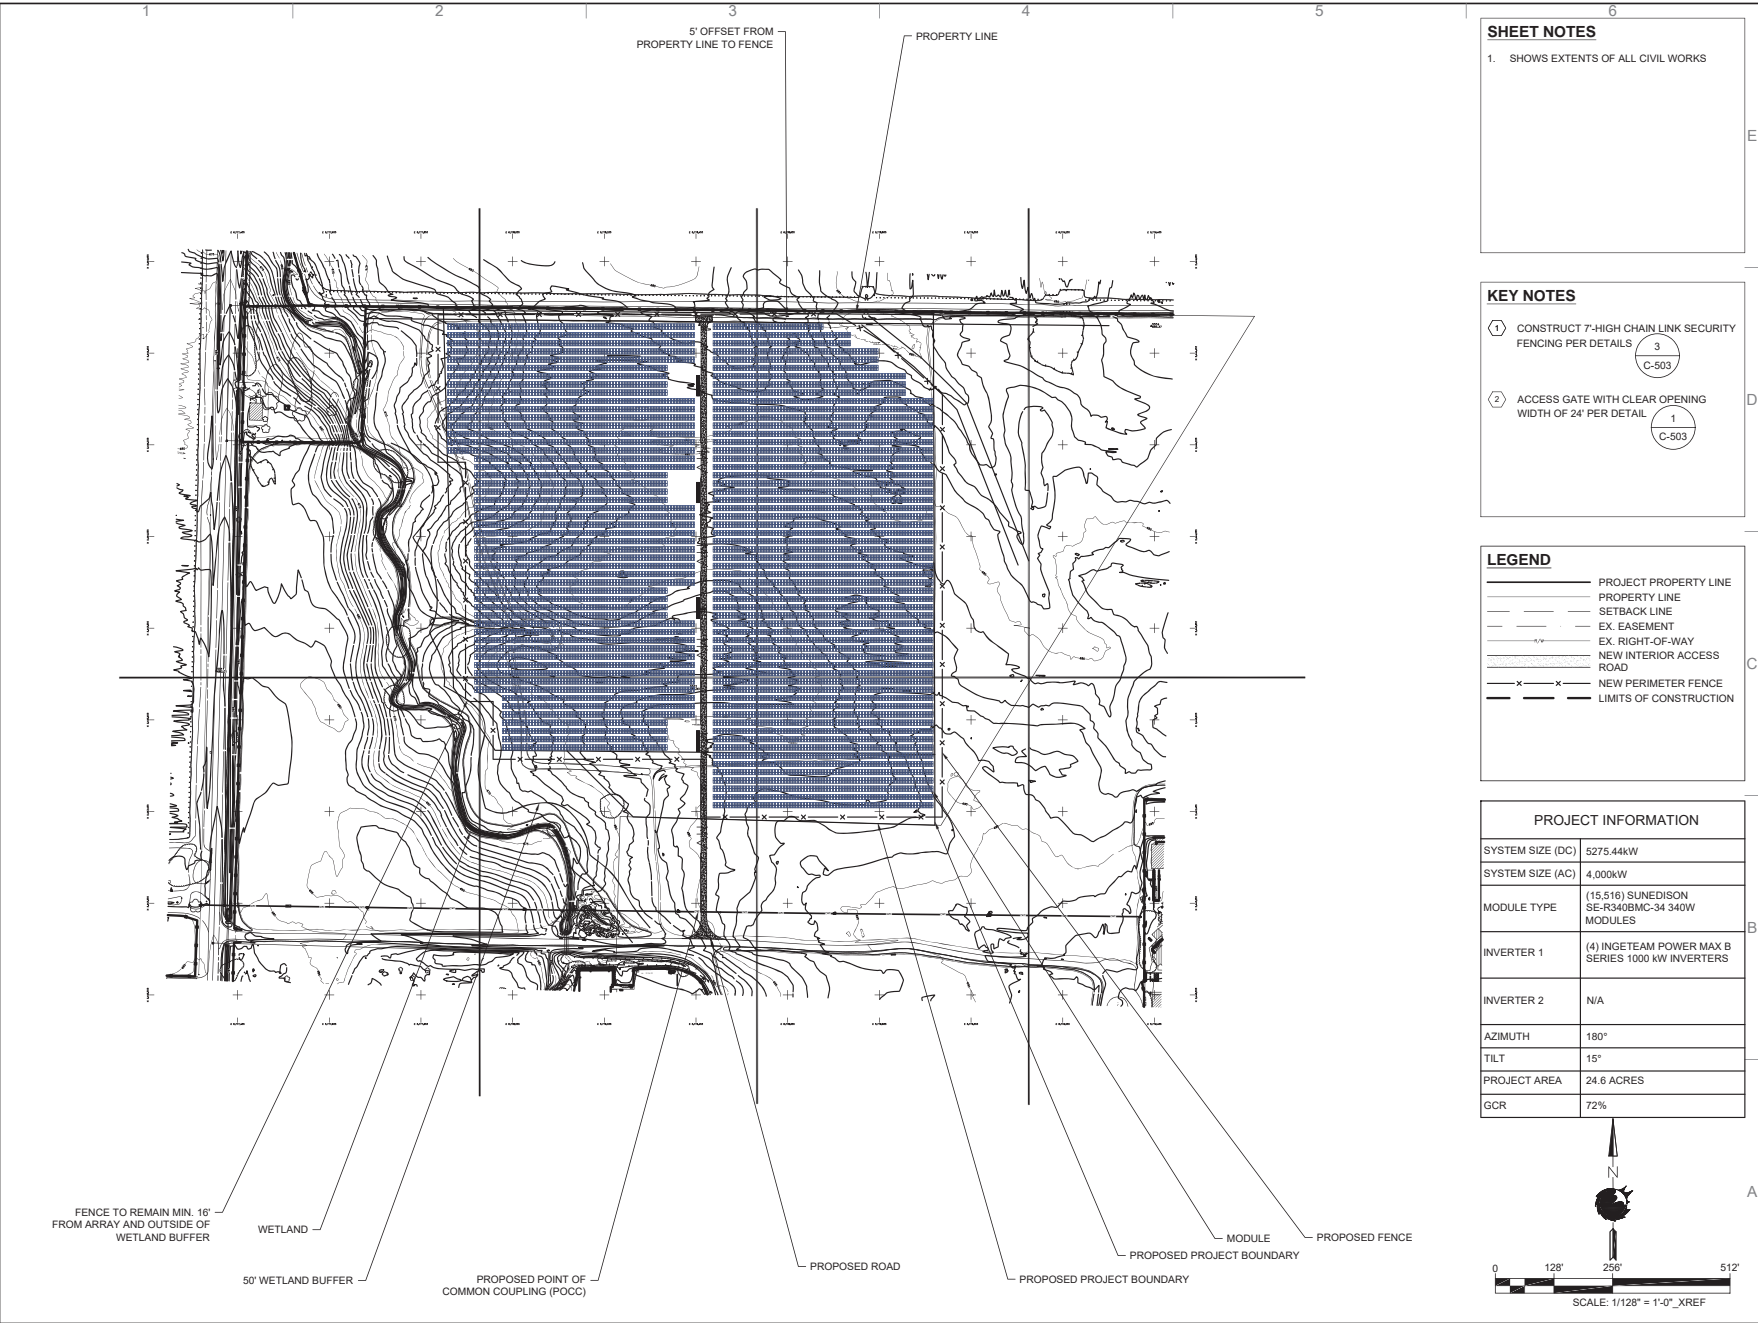 1
2
3
4
5
6
5' OFFSET FROM
PROPERTY LINE TO FENCE
PROPERTY LINE
SHEET NOTES
1. SHOWS EXTENTS OF ALL CIVIL WORKS
E
KEY NOTES
1 CONSTRUCT 7'-HIGH CHAIN LINK SECURITY
FENCING PER DETAILS
3
C-503
2 ACCESS GATE WITH CLEAR OPENING
WIDTH OF 24' PER DETAIL
1
C-503
D
LEGEND
PROJECT PROPERTY LINE
PROPERTY LINE
SETBACK LINE
EX. EASEMENT
EX. RIGHT-OF-WAY
NEW INTERIOR ACCESS
ROAD
NEW PERIMETER FENCE
LIMITS OF CONSTRUCTION
C
PROJECT INFORMATION
SYSTEM SIZE (DC) 5275.44kW
SYSTEM SIZE (AC) 4,000kW
MODULE TYPE (15,516) SUNEDISON
SE-R340BMC-34 340W
MODULES
B
INVERTER 1 (4) INGETEAM POWER MAX B
SERIES 1000 kW INVERTERS
INVERTER 2 N/A
AZIMUTH 180°
TILT 15°
PROJECT AREA 24.6 ACRES
GCR 72%
N
A
0 128' 256' 512'
SCALE: 1/128" = 1'-0"_XREF
FENCE TO REMAIN MIN. 16'
FROM ARRAY AND OUTSIDE OF
WETLAND BUFFER
WETLAND
50' WETLAND BUFFER
PROPOSED POINT OF
COMMON COUPLING (POCC)
PROPOSED ROAD
PROPOSED PROJECT BOUNDARY
PROPOSED PROJECT BOUNDARY
MODULE
PROPOSED FENCE